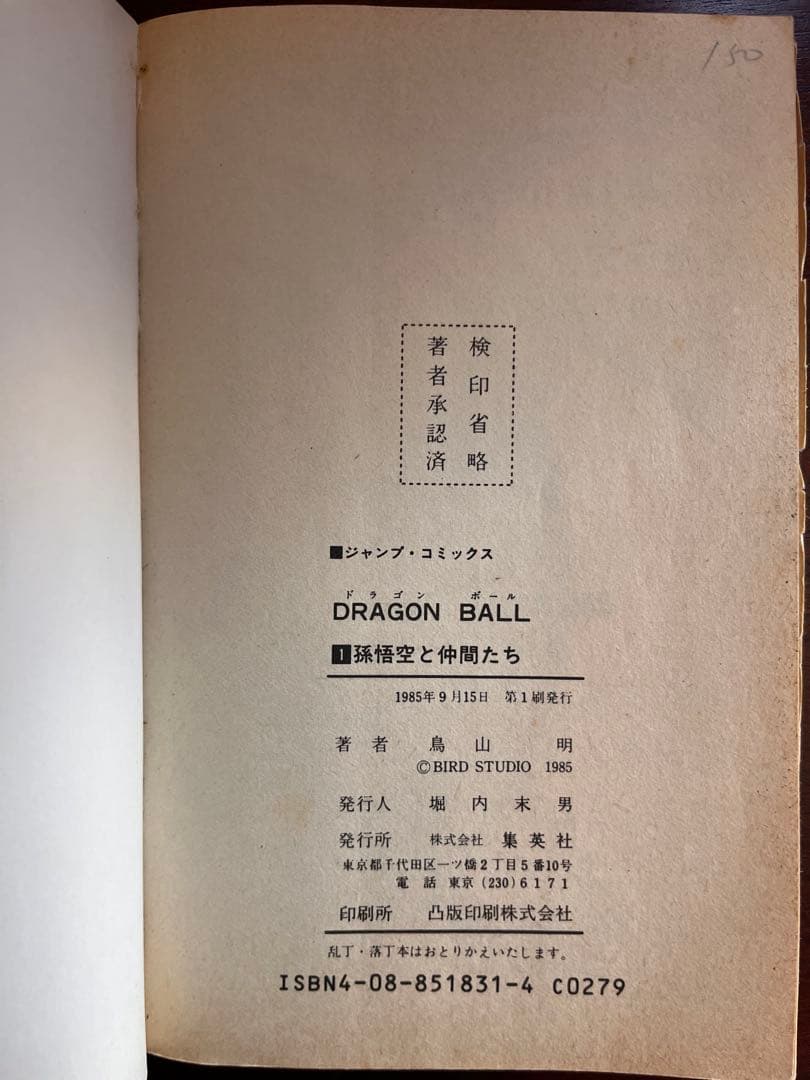 150
検印省略
著者承認済
■ジャンプ・コミックス
ドラゴン ボール
DRAGON BALL
1孫悟空と仲間たち
1985年9月15日 第1刷発行
著者 鳥山 明
©BIRD STUDIO 1985
発行人 堀内末男
発行所 株式会社 集英社
東京都千代田区一ツ橋2丁目5番10号
電話 東京(230)6171
印刷所 凸版印刷株式会社
乱丁・落丁本はおとりかえいたします。
ISBN4-08-851831-4 C0279